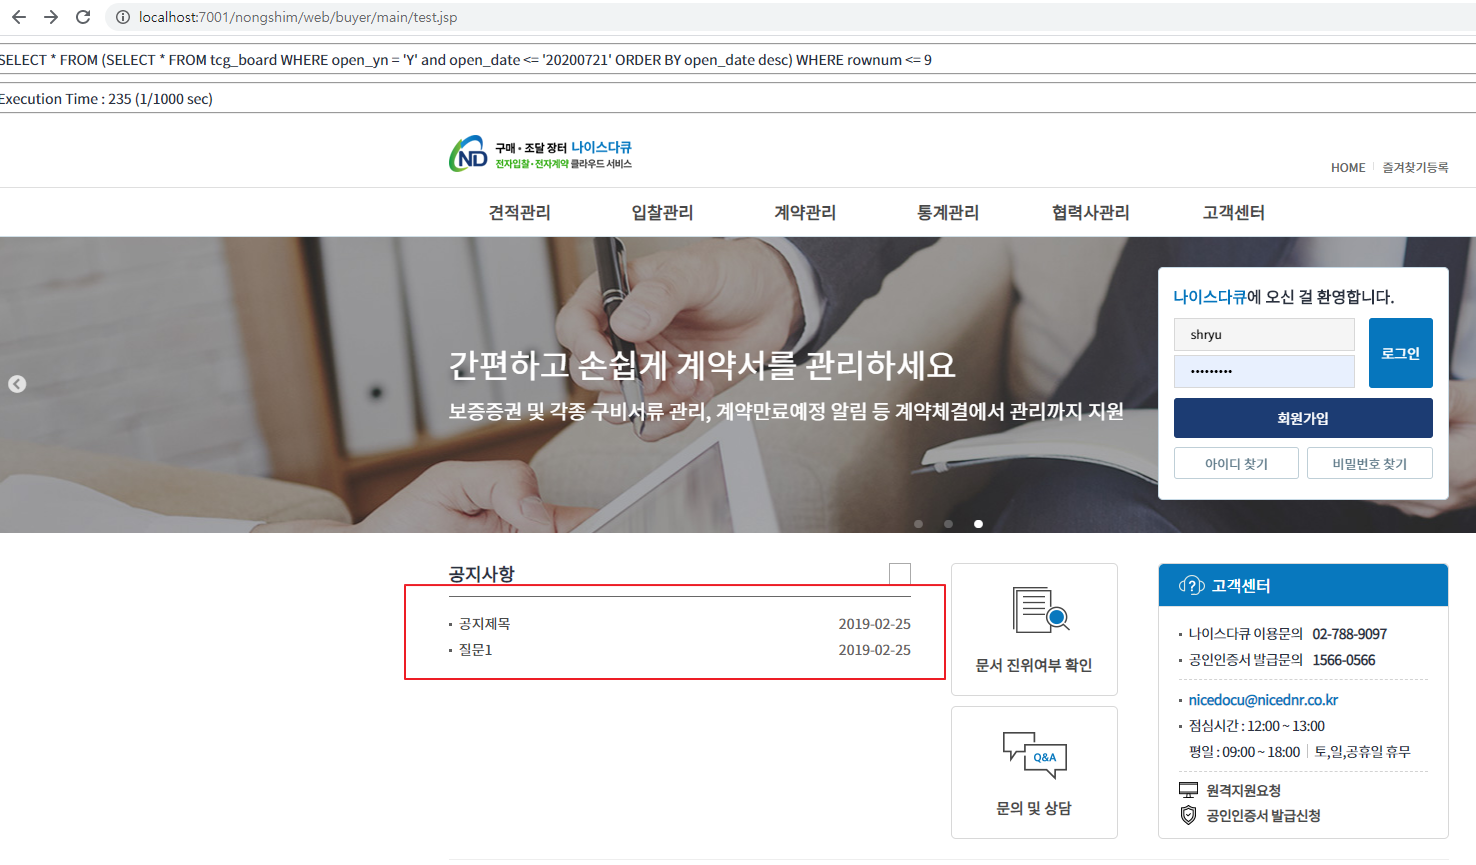 localhost:7001/nongshim/web/buyer/main/test.jsp
SELECT * FROM (SELECT * FROM tcg_board WHERE open_yn = 'Y' and open_date <= '20200721' ORDER BY open_date desc) WHERE rownum <= 9
Execution Time : 235 (1/1000 sec)
ND
구매·조달 장터 나이스다큐
전자입찰·전자계약 클라우드 서비스
HOME
즐겨찾기등록
견적관리
입찰관리
계약관리
통계관리
협력사관리
고객센터
나이스다큐에 오신 걸 환영합니다.
shryu
•••••••••
로그인
회원가입
아이디 찾기
비밀번호 찾기
간편하고 손쉽게 계약서를 관리하세요
보증증권 및 각종 구비서류 관리, 계약만료예정 알림 등 계약체결에서 관리까지 지원
공지사항
공지제목 2019-02-25
질문1 2019-02-25
문서 진위여부 확인
Q&A
문의 및 상담
고객센터
나이스다큐 이용문의 02-788-9097
공인인증서 발급문의 1566-0566
nicedocu@nicednr.co.kr
점심시간 : 12:00 ~ 13:00
평일 : 09:00 ~ 18:00 | 토,일,공휴일 휴무
원격지원요청
공인인증서 발급신청